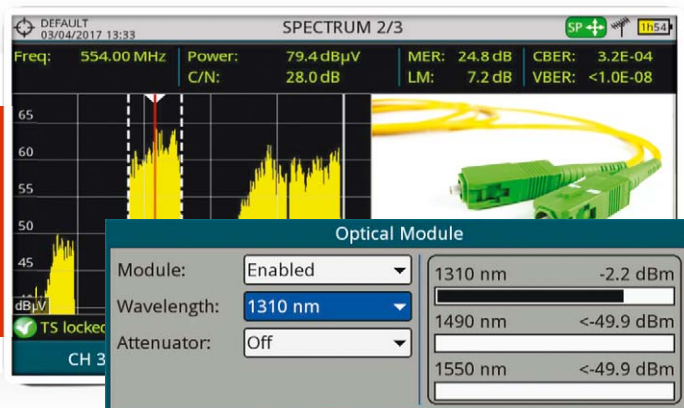 DEFAULT
03/04/2017 13:33
SPECTRUM 2/3
SP
1h54
Freq: 554.00 MHz Power: 79.4 dBµV MER: 24.8 dB CBER: 3.2E-04
C/N: 28.0 dB LM: 7.2 dB VBER: <1.0E-08
65
60
55
50
45
dBµV
TS locked
CH 3
Optical Module
Module: Enabled
Wavelength: 1310 nm
Attenuator: Off
1310 nm -2.2 dBm
1490 nm <-49.9 dBm
1550 nm <-49.9 dBm